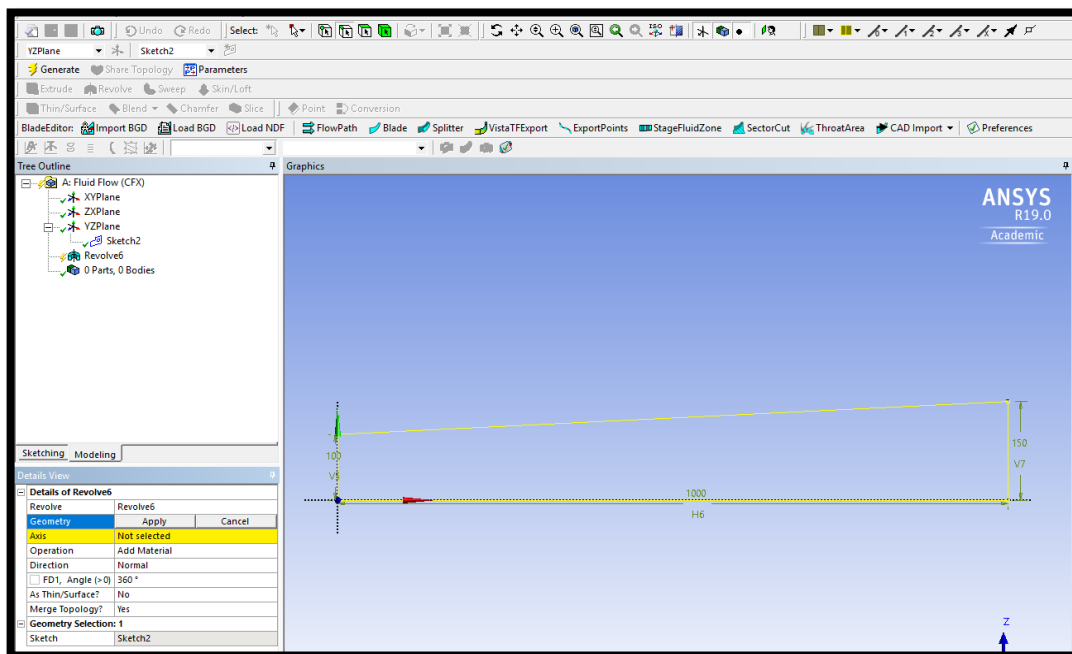 Undo Redo Select: ISO
YZPlane Sketch2
Generate Share Topology Parameters
Extrude Revolve Sweep Skin/Loft
Thin/Surface Blend Chamfer Slice Point Conversion
BladeEditor: Import BGD Load BGD Load NDF FlowPath Blade Splitter VistaTFExport ExportPoints StageFluidZone SectorCut ThroatArea CAD Import Preferences
Tree Outline
Graphics
A: Fluid Flow (CFX)
XYPlane
ZXPlane
YZPlane
Sketch2
Revolve6
0 Parts, 0 Bodies
ANSYS
R19.0
Academic
100
150
V7
1000
H6
Z
Sketching Modeling
Details View
Details of Revolve6
Revolve Revolve6
Geometry Apply Cancel
Axis Not selected
Operation Add Material
Direction Normal
FD1, Angle (>0) 360 °
As Thin/Surface? No
Merge Topology? Yes
Geometry Selection: 1
Sketch Sketch2